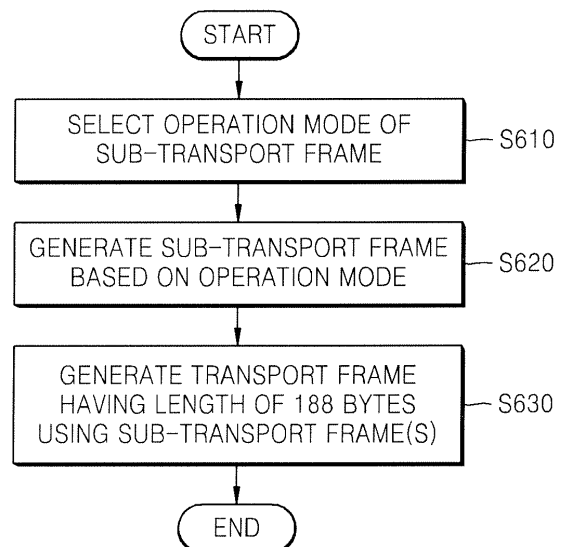 START
SELECT OPERATION MODE OF
SUB-TRANSPORT FRAME
S610
GENERATE SUB-TRANSPORT FRAME
BASED ON OPERATION MODE
S620
GENERATE TRANSPORT FRAME
HAVING LENGTH OF 188 BYTES
USING SUB-TRANSPORT FRAME(S)
S630
END